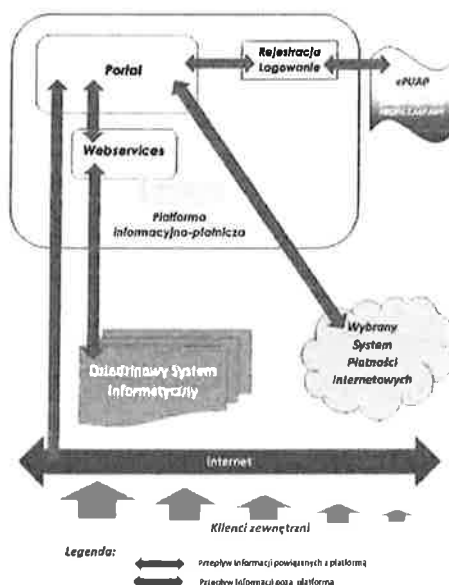 Portal
Rejestracja
Logowanie
ePUAP
Webservices
Platforma
informacyjno-płatnicza
Wybrany
System
Płatności
Internetowych
Dziedzinowy System
Informatyczny
Internet
Klienci zewnętrzni
Legenda:
Przepływ informacji powiązanych z platformą
Przepływ informacji poza platformą